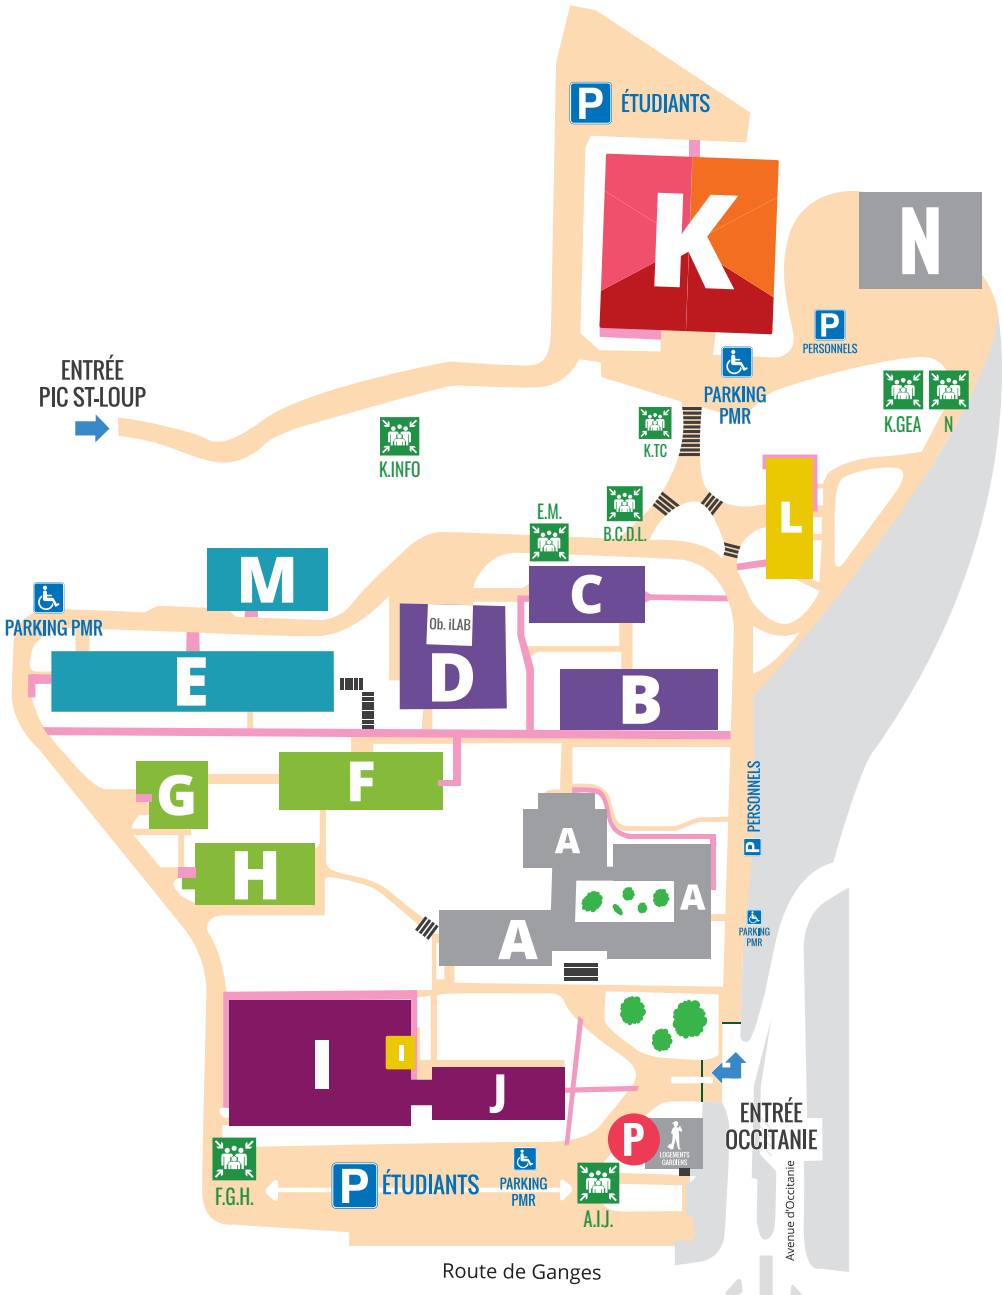 P ÉTUDIANTS
K
N
P
PERSONNELS
ENTRÉE
PIC ST-LOUP
PARKING
PMR
K.GEA
N
K.TC
K.INFO
E.M.
B.C.D.L.
L
M
C
PARKING PMR
Ob. iLAB
E
D
B
F
G
P PERSONNELS
A
H
A
A
PARKING
PMR
I
I
J
ENTRÉE
OCCITANIE
P
LOGEMENTS
GARDIENS
F.G.H.
P ÉTUDIANTS
PARKING
PMR
A.I.J.
Avenue d'Occitanie
Route de Ganges